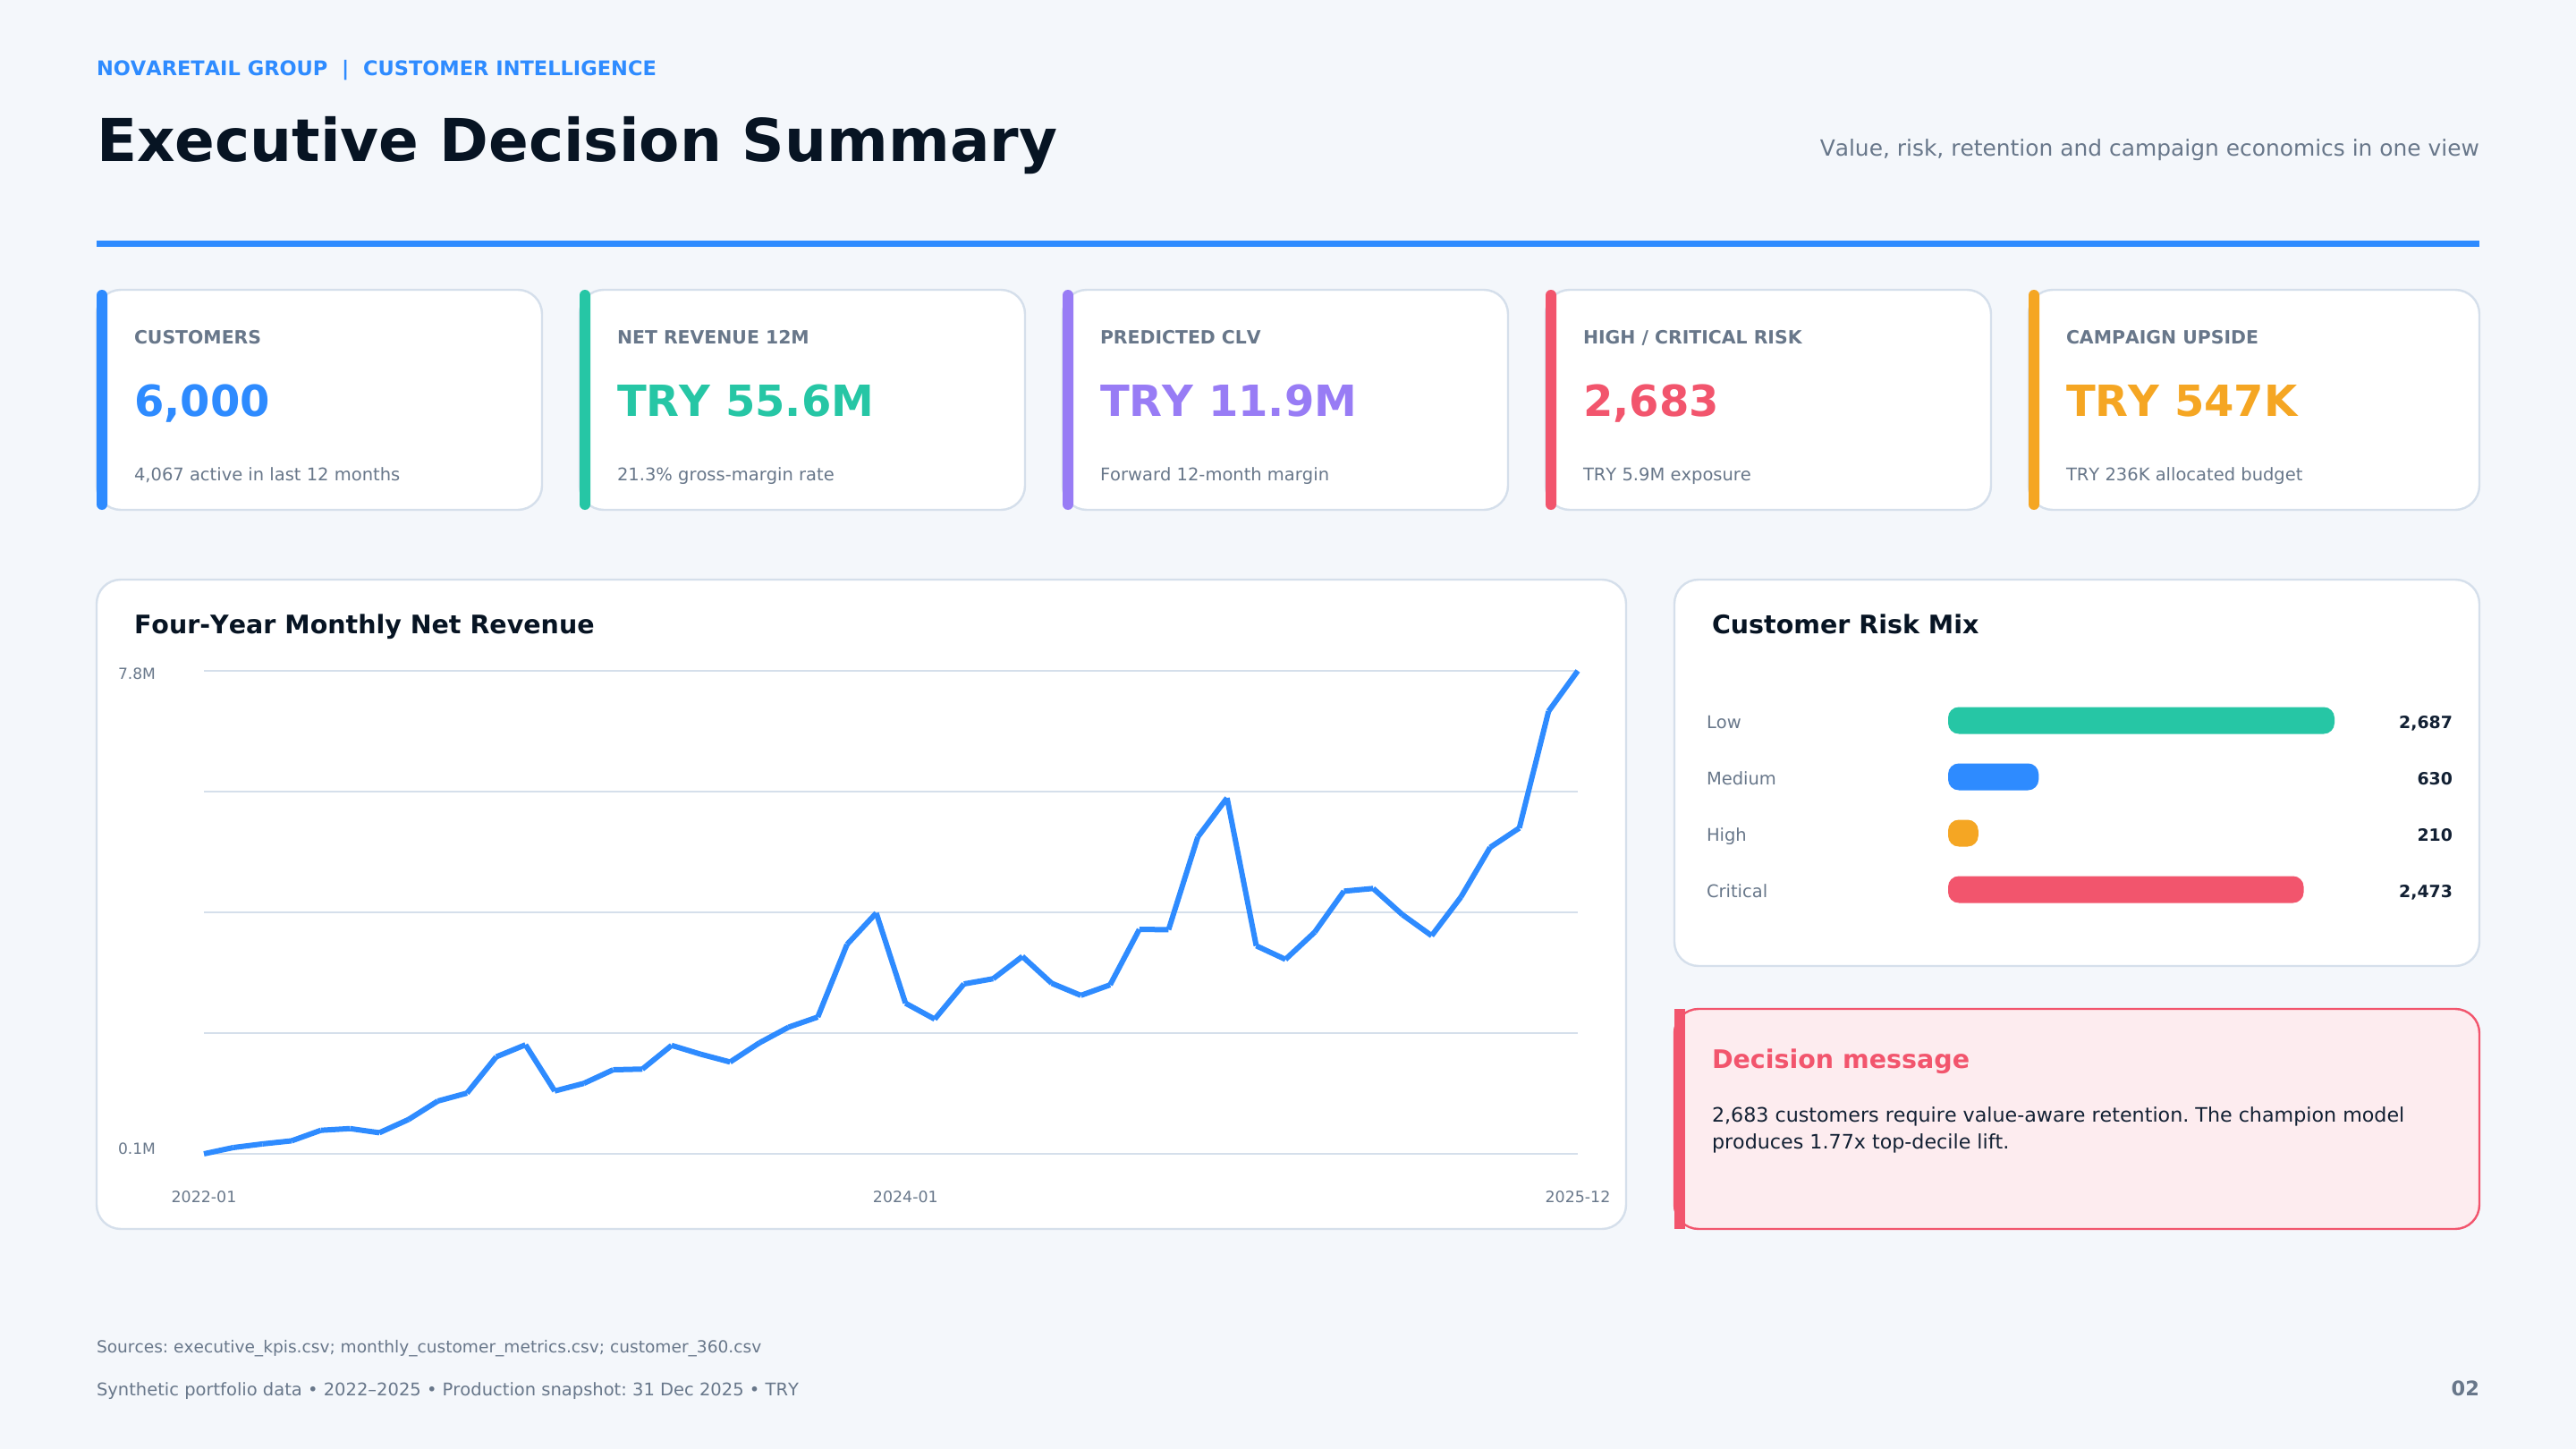 NOVARETAIL GROUP | CUSTOMER INTELLIGENCE
Executive Decision Summary
Value, risk, retention and campaign economics in one view
CUSTOMERS
6,000
4,067 active in last 12 months
NET REVENUE 12M
TRY 55.6M
21.3% gross-margin rate
PREDICTED CLV
TRY 11.9M
Forward 12-month margin
HIGH / CRITICAL RISK
2,683
TRY 5.9M exposure
CAMPAIGN UPSIDE
TRY 547K
TRY 236K allocated budget
Four-Year Monthly Net Revenue
7.8M
0.1M
2022-01
2024-01
2025-12
Customer Risk Mix
Low 2,687
Medium 630
High 210
Critical 2,473
Decision message
2,683 customers require value-aware retention. The champion model
produces 1.77x top-decile lift.
Sources: executive_kpis.csv; monthly_customer_metrics.csv; customer_360.csv
Synthetic portfolio data • 2022–2025 • Production snapshot: 31 Dec 2025 • TRY
02